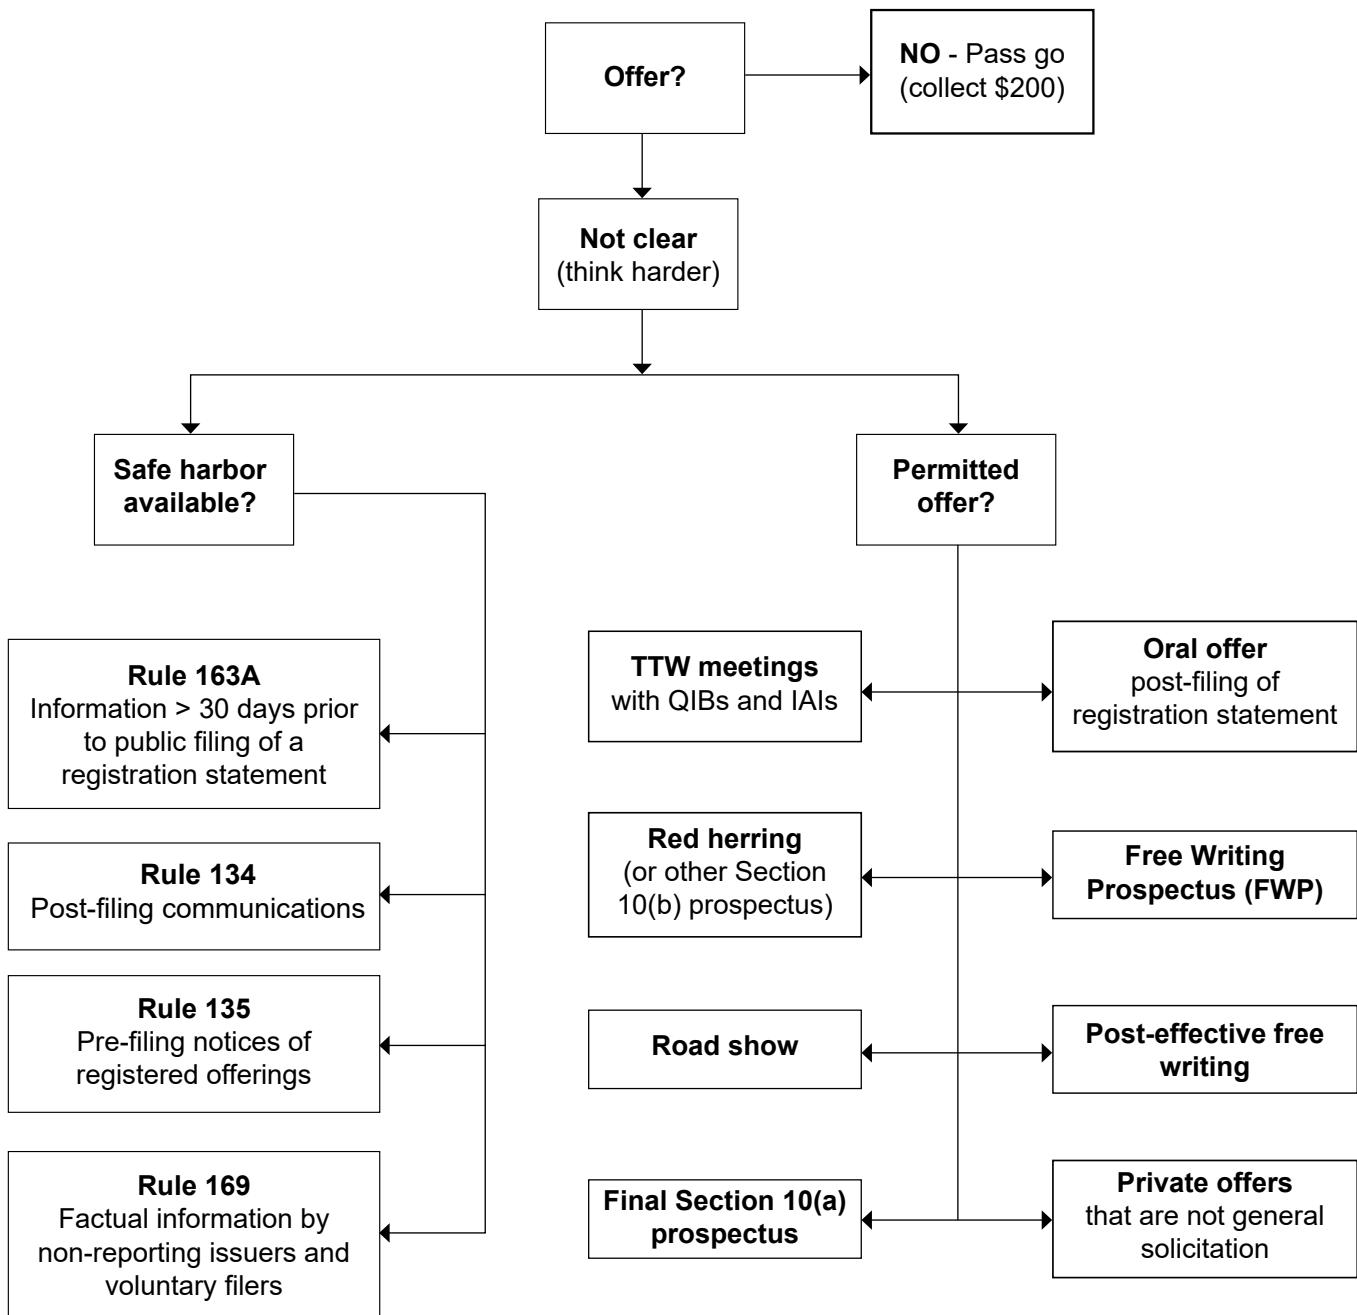 Offer?
NO - Pass go
(collect $200)
Not clear
(think harder)
Safe harbor
available?
Permitted
offer?
Rule 163A
Information > 30 days prior
to public filing of a
registration statement
Rule 134
Post-filing communications
Rule 135
Pre-filing notices of
registered offerings
Rule 169
Factual information by
non-reporting issuers and
voluntary filers
TTW meetings
with QIBs and IAIs
Oral offer
post-filing of
registration statement
Red herring
(or other Section
10(b) prospectus)
Free Writing
Prospectus (FWP)
Road show
Post-effective free
writing
Final Section 10(a)
prospectus
Private offers
that are not general
solicitation